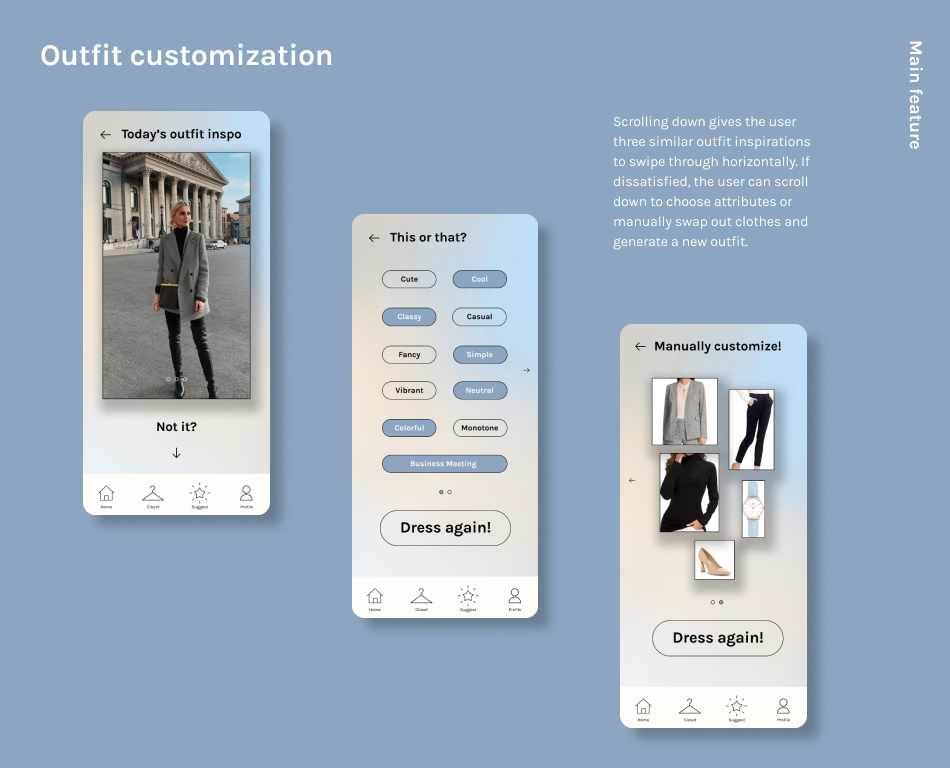 Outfit customization
Main feature
Today's outfit inspo
Not it?
Home Closet Suggest Profile
This or that?
Cute Cool
Classy Casual
Fancy Simple
Vibrant Neutral
Colorful Monotone
Business Meeting
Dress again!
Home Closet Suggest Profile
Scrolling down gives the user
three similar outfit inspirations
to swipe through horizontally. If
dissatisfied, the user can scroll
down to choose attributes or
manually swap out clothes and
generate a new outfit.
Manually customize!
Dress again!
Home Closet Suggest Profile